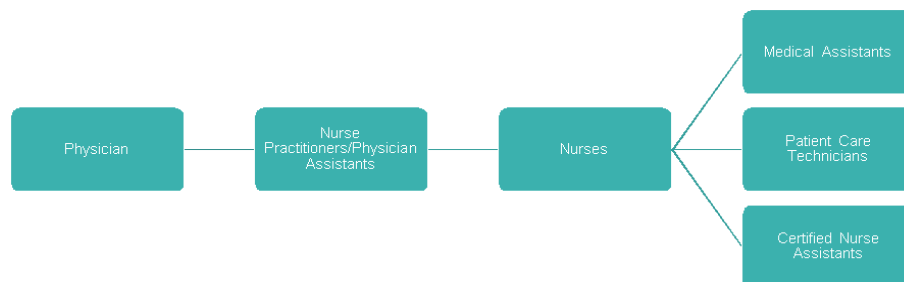 Physician
Nurse
Practitioners/Physician
Assistants
Nurses
Medical Assistants
Patient Care
Technicians
Certified Nurse
Assistants